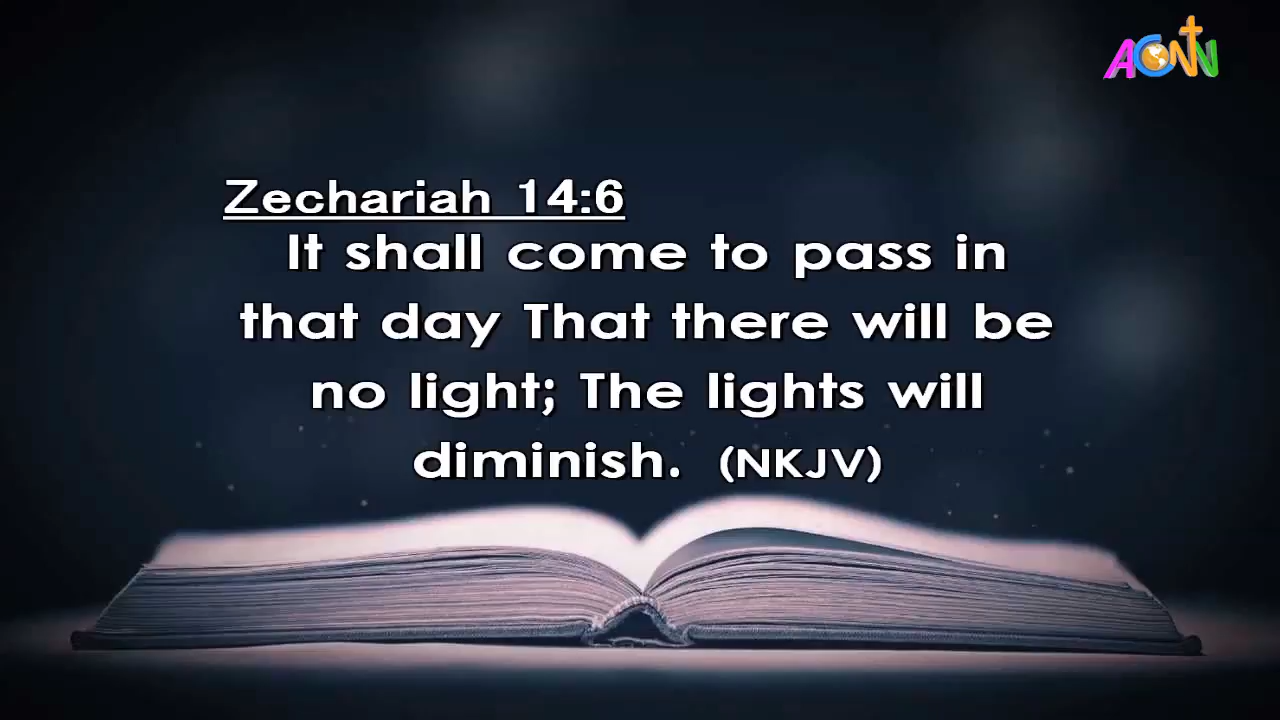 ACNN
Zechariah 14:6
It shall come to pass in
that day That there will be
no light; The lights will
diminish. (NKJV)